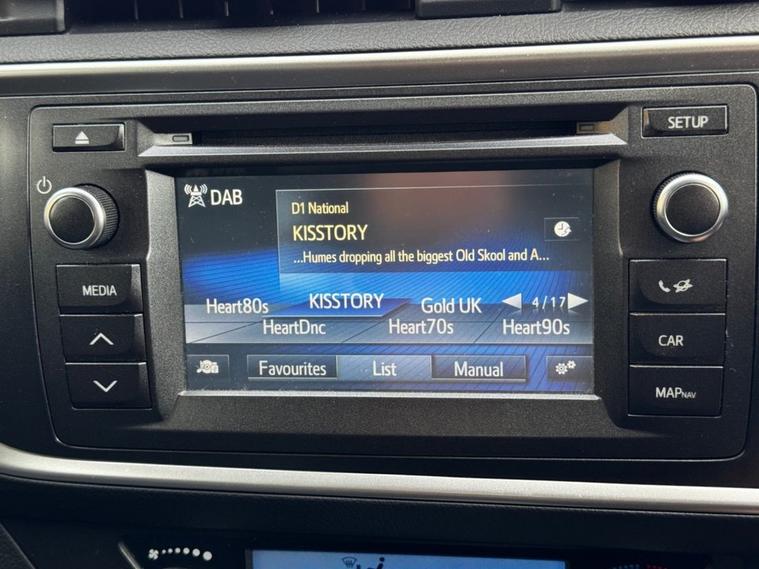 SETUP
DAB
D1 National
KISSTORY
...Humes dropping all the biggest Old Skool and A...
MEDIA
Heart80s KISSTORY Gold UK 4/17
HeartDnc Heart70s Heart90s
CAR
Favourites List Manual
MAPNAV